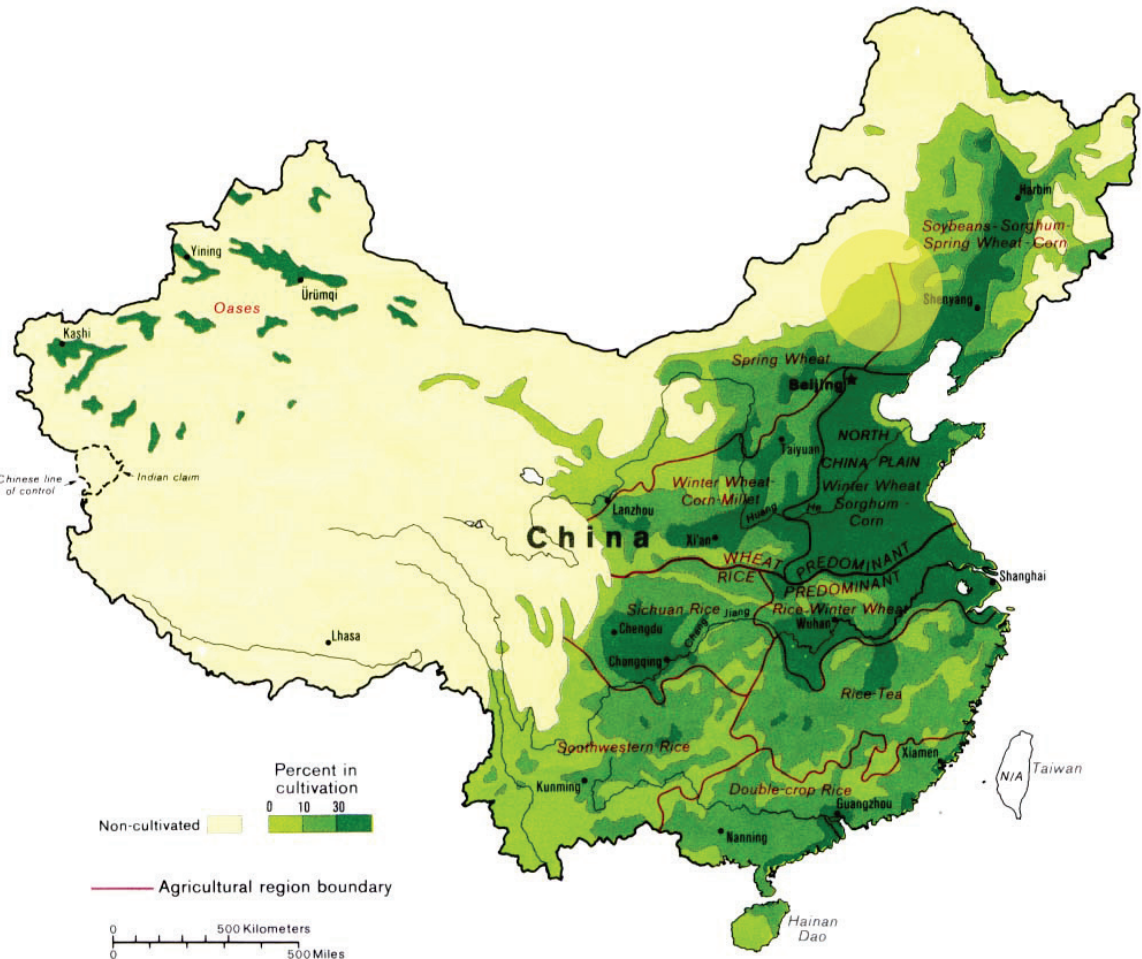 Harbin
Soybeans-Sorghum-
Spring Wheat-Corn
Yining
Ürümqi
Oases
Shenyang
Kashi
Spring Wheat
Beijing
NORTH
CHINA PLAIN
Taiyuan
Chinese line
of control
Indian claim
Winter Wheat-
Corn-Millet
Winter Wheat
Sorghum-
Corn
Lanzhou
Huang
He
China
Xi'an
WHEAT
PREDOMINANT
RICE
PREDOMINANT
Shanghai
Sichuan Rice
Chang
Jiang
Rice-Winter Wheat
Wuhan
Chengdu
Lhasa
Chongqing
Rice-Tea
Southwestern Rice
Xiamen
N/A
Taiwan
Percent in
cultivation
0 10 30
Non-cultivated
Kunming
Double-crop Rice
Guangzhou
Nanning
Agricultural region boundary
0 500 Kilometers
0 500 Miles
Hainan
Dao